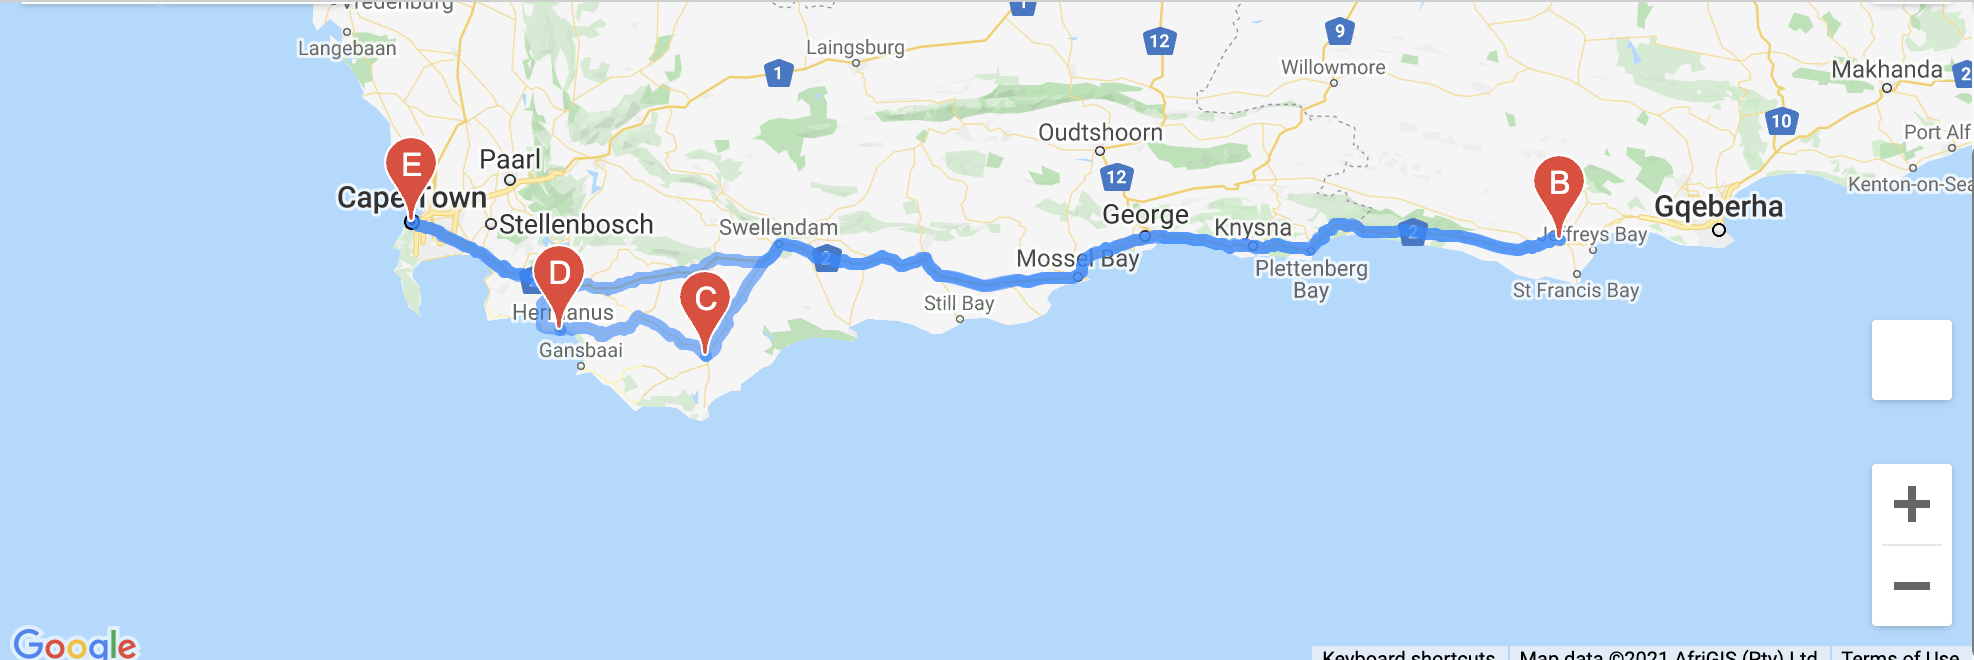 Vredenburg
1
12
9
Langebaan
Laingsburg
1
Willowmore
Makhanda
2
10
Oudtshoorn
Port Alf
Paarl
E
12
B
Kenton-on-Sea
Cape Town
Stellenbosch
Swellendam
George
Knysna
2
Gqeberha
Jeffreys Bay
D
2
Mossel Bay
Plettenberg
Bay
C
Still Bay
St Francis Bay
Hermanus
Gansbaai
+
−
Google
Keyboard shortcuts
Map data ©2021 AfriGIS (Pty) Ltd
Terms of Use